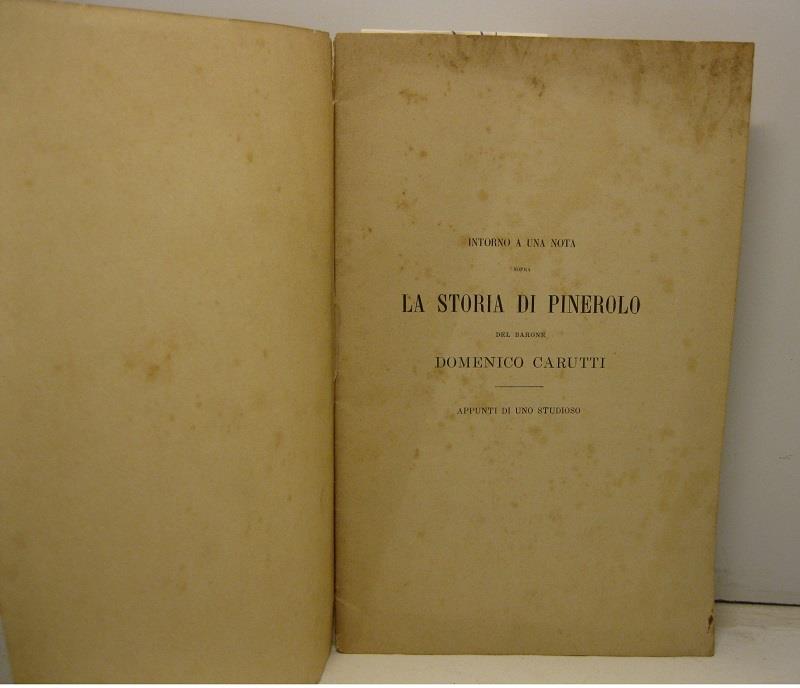 INTORNO A UNA NOTA
SOPRA
LA STORIA DI PINEROLO
DEL BARONE
DOMENICO CARUTTI
APPUNTI DI UNO STUDIOSO